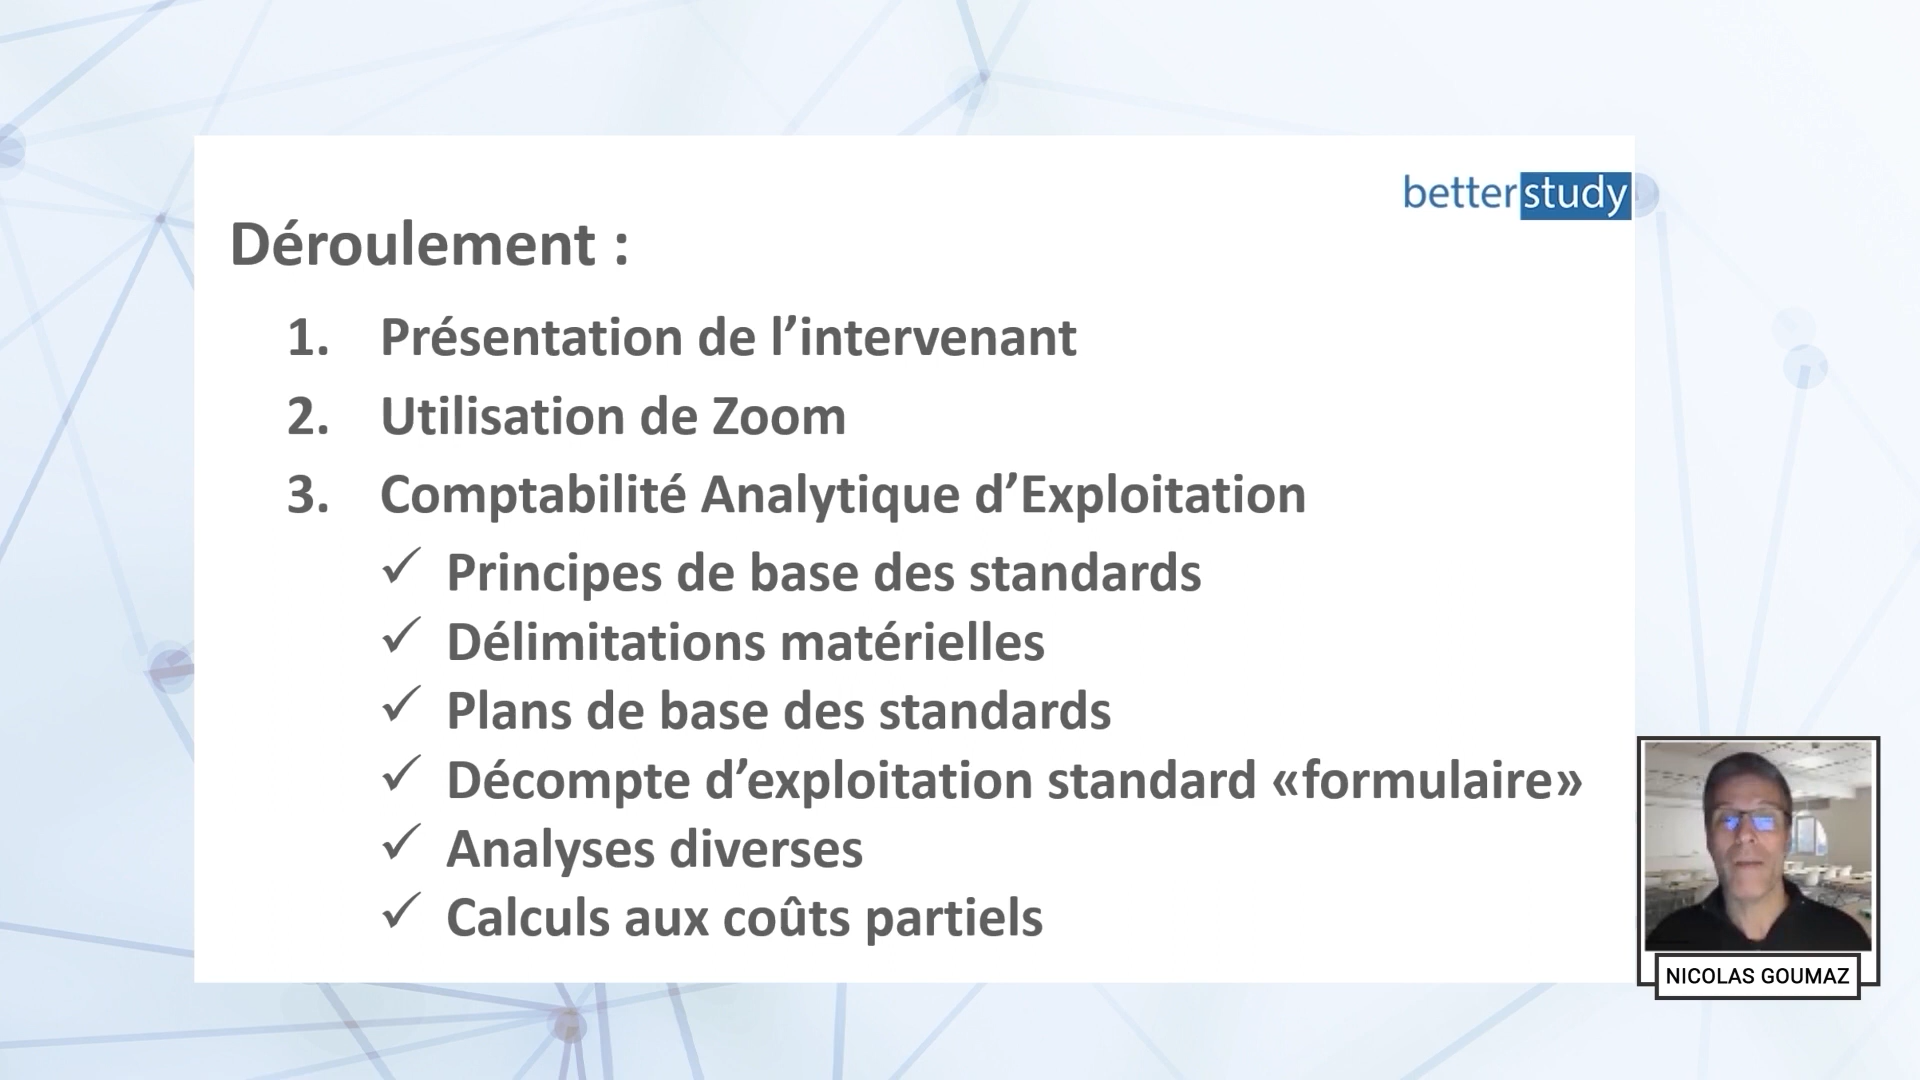 betterstudy
Déroulement :
1. Présentation de l’intervenant
2. Utilisation de Zoom
3. Comptabilité Analytique d’Exploitation
✓ Principes de base des standards
✓ Délimitations matérielles
✓ Plans de base des standards
✓ Décompte d’exploitation standard «formulaire»
✓ Analyses diverses
✓ Calculs aux coûts partiels
NICOLAS GOUMAZ